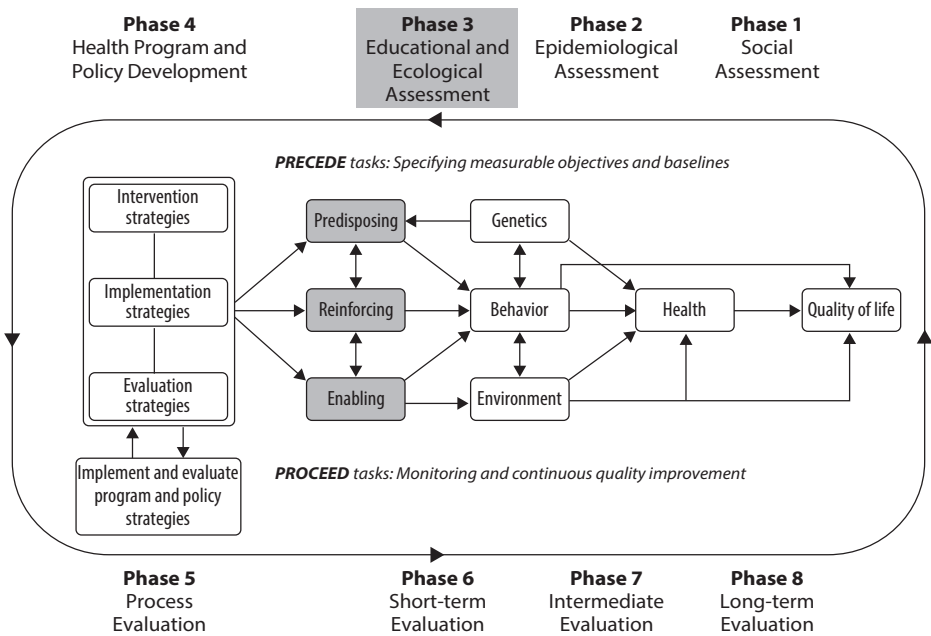 Phase 4
Health Program and
Policy Development
Phase 3
Educational and
Ecological
Assessment
Phase 2
Epidemiological
Assessment
Phase 1
Social
Assessment
PRECEDE tasks: Specifying measurable objectives and baselines
Intervention
strategies
Implementation
strategies
Evaluation
strategies
Predisposing
Reinforcing
Enabling
Genetics
Behavior
Environment
Health
Quality of life
Implement and evaluate
program and policy
strategies
PROCEED tasks: Monitoring and continuous quality improvement
Phase 5
Process
Evaluation
Phase 6
Short-term
Evaluation
Phase 7
Intermediate
Evaluation
Phase 8
Long-term
Evaluation